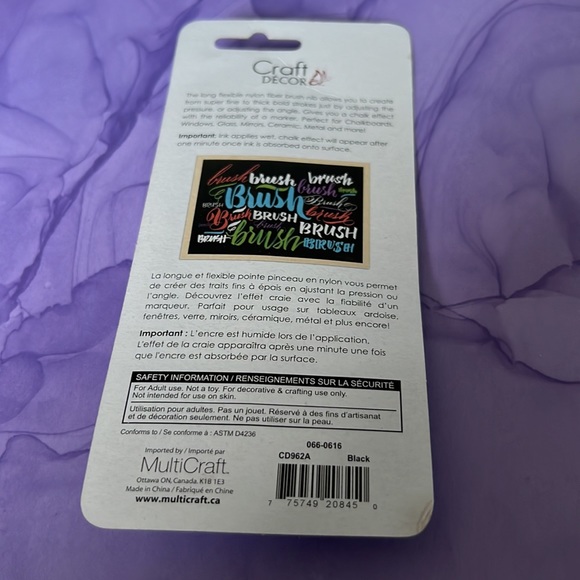 Craft
DÉCOR
The long flexible nylon fiber brush nib allows you to create
from super fine to thick bold strokes just by adjusting the
pressure, or adjusting the angle. Gives you a chalk effect
with the reliability of a marker. Perfect for Chalkboards,
Windows, Glass, Mirrors, Ceramic, Metal and more!
Important: Ink applies wet, chalk effect will appear after
one minute once ink is absorbed onto surface.
brush brush brush
brush
BRUSH Brush Brush
Brush BRUSH brush
brush BRUSH
BRUSH brush BRUSH
La longue et flexible pointe pinceau en nylon vous permet
de créer des traits fins à épais en ajustant la pression ou
l'angle. Découvrez l'effet craie avec la fiabilité d'un
marqueur. Parfait pour usage sur tableaux ardoise,
fenêtres, verre, miroirs, céramique, métal et plus encore!
Important : L'encre est humide lors de l'application.
L'effet de la craie apparaîtra après une minute une fois
que l'encre est absorbée par la surface.
SAFETY INFORMATION / RENSEIGNEMENTS SUR LA SÉCURITÉ
For Adult use. Not a toy. For decorative & crafting use only.
Not intended for use on skin.
Utilisation pour adultes. Pas un jouet. Réservé à des fins d'artisanat
et de décoration seulement. Ne pas utiliser sur la peau.
Conforms to / Se conforme à : ASTM D4236
Imported by / Importé par
MultiCraft
Ottawa ON, Canada. K1B 1E3
Made in China / Fabriqué en Chine
www.multicraft.ca
066-0616
CD962A Black
7 75749 20845 0